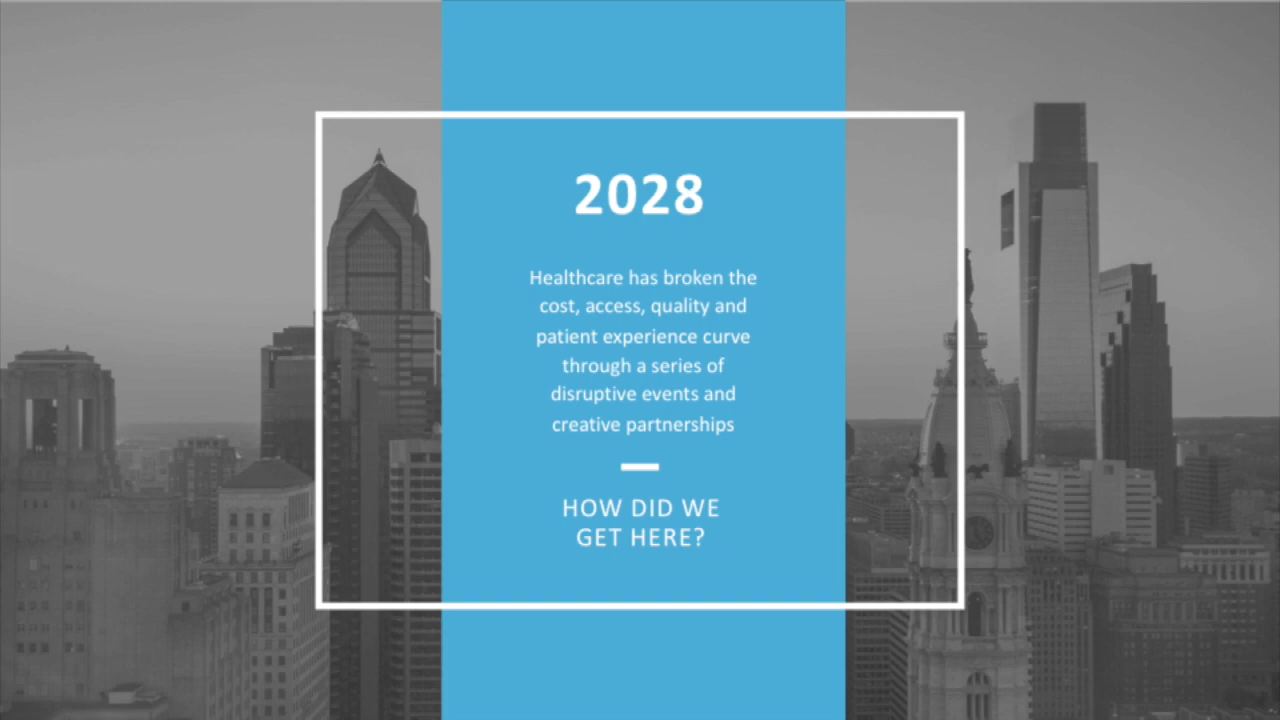 2028
Healthcare has broken the
cost, access, quality and
patient experience curve
through a series of
disruptive events and
creative partnerships
HOW DID WE
GET HERE?